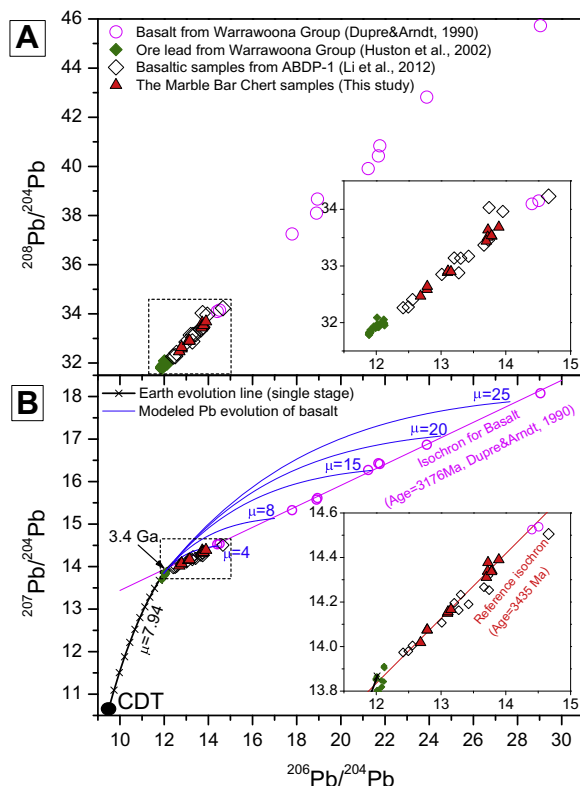 A
Basalt from Warrawoona Group (Dupre&Arndt, 1990)
Ore lead from Warrawoona Group (Huston et al., 2002)
Basaltic samples from ABDP-1 (Li et al., 2012)
The Marble Bar Chert samples (This study)
46
44
42
40
38
36
34
32
208Pb/204Pb
34
33
32
12 13 14 15
B
Earth evolution line (single stage)
Modeled Pb evolution of basalt
μ=25
μ=20
μ=15
μ=8
μ=4
Isochron for Basalt
(Age=3176Ma, Dupre&Arndt, 1990)
3.4 Ga
μ=7.94
CDT
18
17
16
15
14
13
12
11
207Pb/204Pb
14.6
14.4
14.2
14.0
13.8
Reference isochron
(Age=3435 Ma)
11 12 13 14 15
10 12 14 16 18 20 22 24 26 28 30
206Pb/204Pb